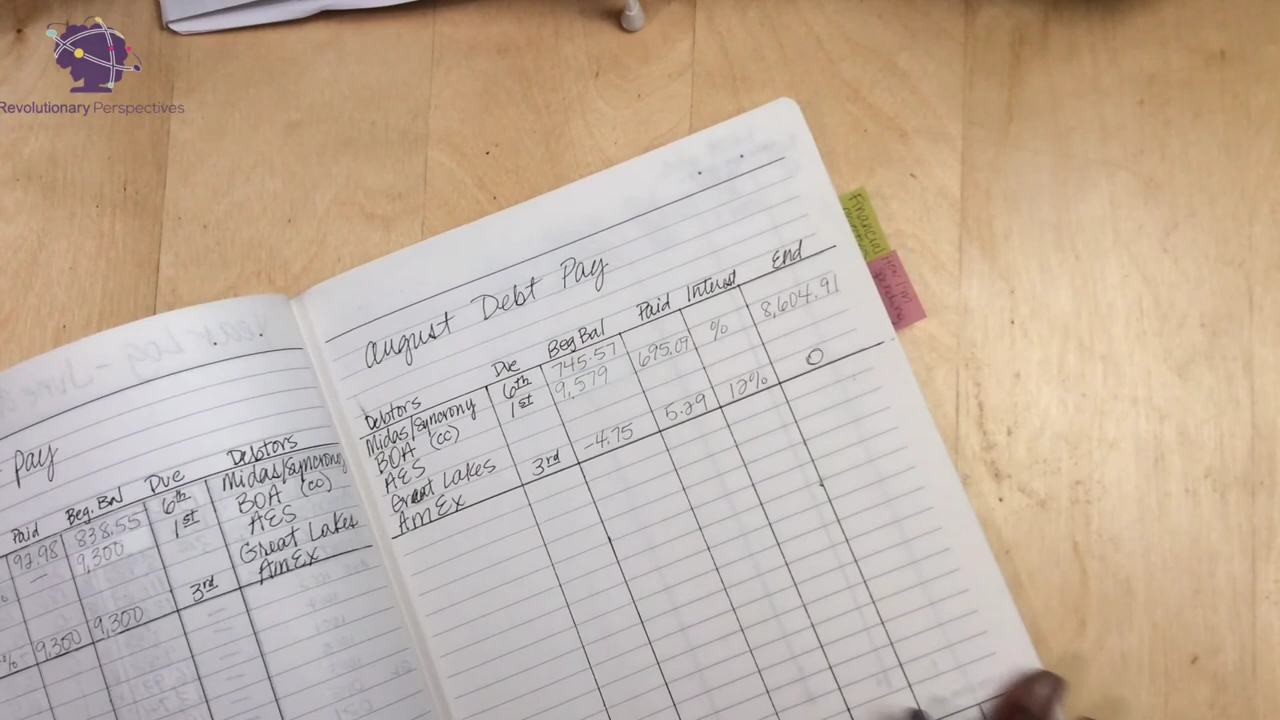 Revolutionary Perspectives
Financial
Pay
Paid Beg. Bal Due Debtors
92.98 838.55 6th Midas/Syncrony
— 9,300 1st BOA (cc)
AES
Great Lakes
% 9,300 9,300 3rd AmEx
August Debt Pay
Debtors Due Beg Bal Paid Interest End
Midas/Syncrony 6th 745.57 695.07 % 8,604.91
BOA (cc) 1st 9,579
AES
Great Lakes
AmEx 3rd -4.75 5.29 12% 0